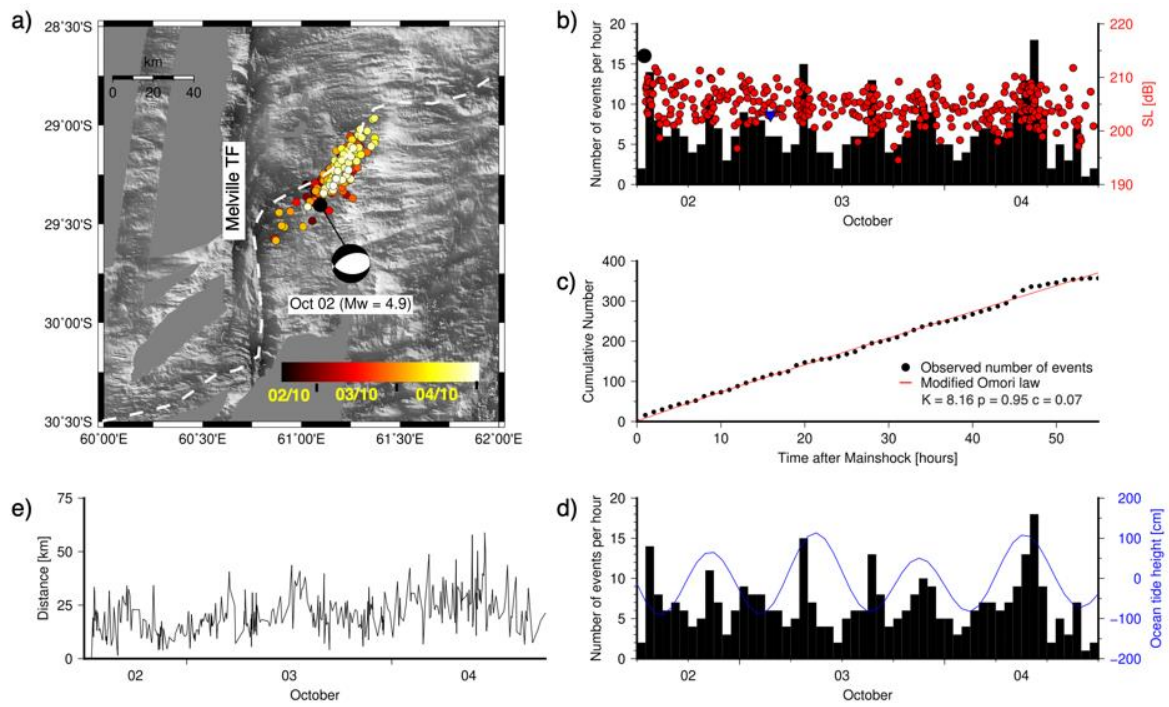 a)
28˚30'S
29˚00'S
29˚30'S
30˚00'S
30˚30'S
60˚00'E
60˚30'E
61˚00'E
61˚30'E
62˚00'E
km
0 20 40
Melville TF
Oct 02 (Mw = 4.9)
02/10 03/10 04/10
b)
Number of events per hour
0 5 10 15 20
SL [dB]
190 200 210 220
02 03 04
October
c)
Cumulative Number
0 100 200 300 400
Observed number of events
Modified Omori law
K = 8.16 p = 0.95 c = 0.07
0 10 20 30 40 50
Time after Mainshock [hours]
e)
Distance [km]
0 25 50 75
02 03 04
October
d)
Number of events per hour
0 5 10 15 20
Ocean tide height [cm]
-200 -100 0 100 200
02 03 04
October